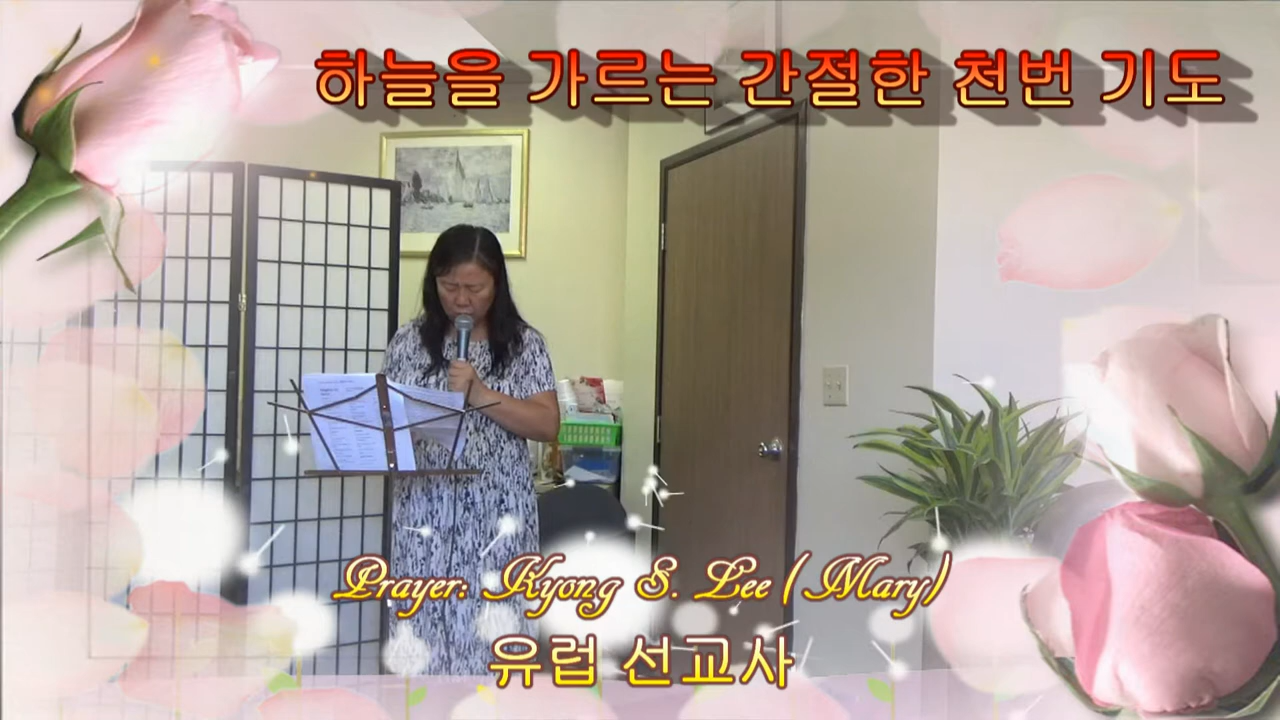 하늘을 가르는 간절한 천번 기도
Prayer: Kyong S. Lee (Mary)
유럽 선교사